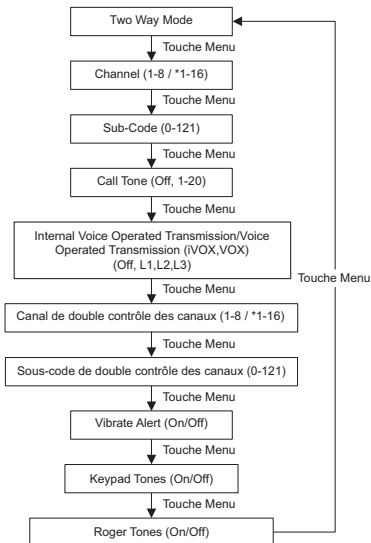 Two Way Mode
Touche Menu
Channel (1-8 / *1-16)
Touche Menu
Sub-Code (0-121)
Touche Menu
Call Tone (Off, 1-20)
Touche Menu
Internal Voice Operated Transmission/Voice
Operated Transmission (iVOX,VOX)
(Off, L1,L2,L3)
Touche Menu
Touche Menu
Canal de double contrôle des canaux (1-8 / *1-16)
Touche Menu
Sous-code de double contrôle des canaux (0-121)
Touche Menu
Vibrate Alert (On/Off)
Touche Menu
Keypad Tones (On/Off)
Touche Menu
Roger Tones (On/Off)